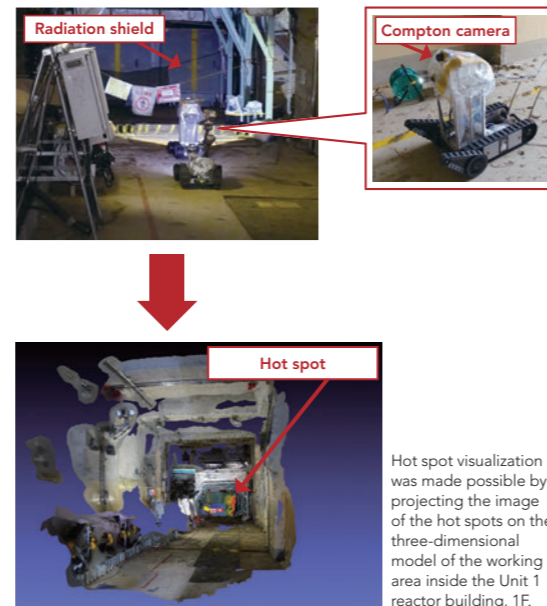 Radiation shield
Compton camera
Hot spot
Hot spot visualization
was made possible by
projecting the image
of the hot spots on the
three-dimensional
model of the working
area inside the Unit 1
reactor building, 1F.